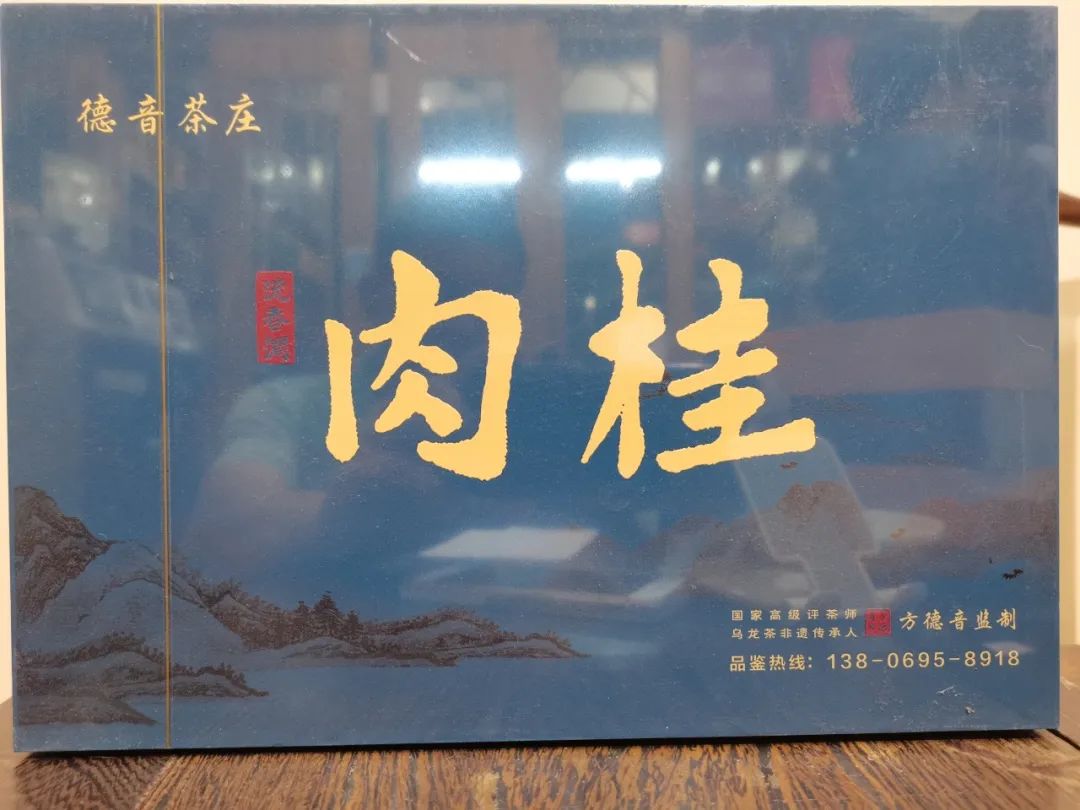 德音茶庄
肉桂
国家高级评茶师
乌龙茶非遗传承人
方德音监制
品鉴热线：138-0695-8918